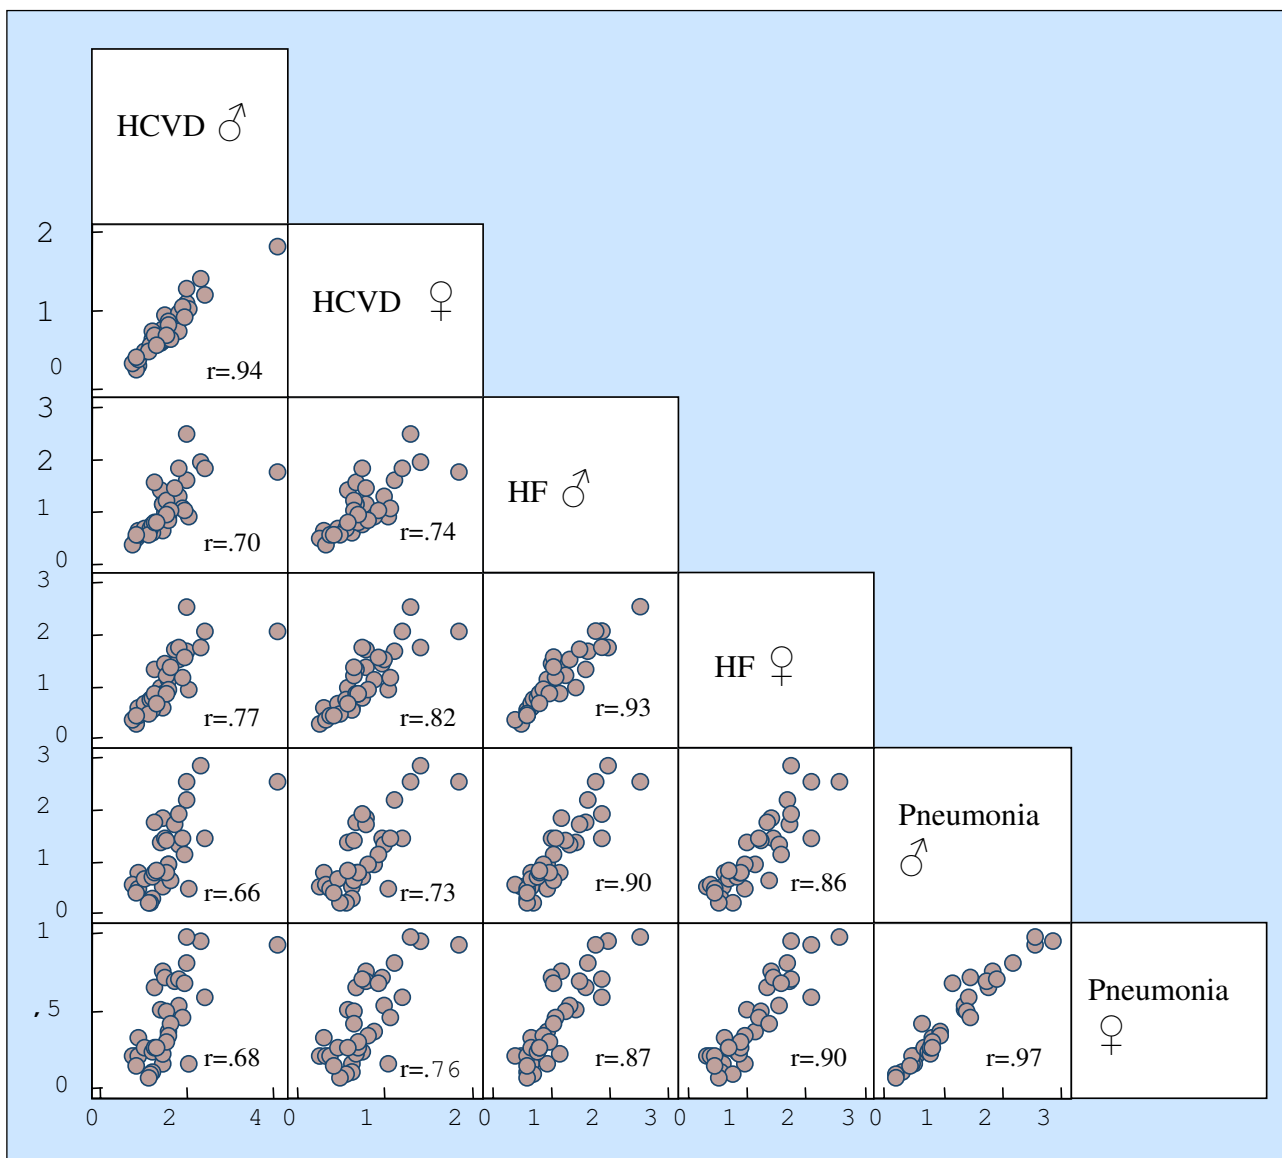 HCVD ♂
2
1
0
r=.94
HCVD ♀
3
2
1
0
r=.70
r=.74
HF ♂
3
2
1
0
r=.77
r=.82
r=.93
HF ♀
3
2
1
0
r=.66
r=.73
r=.90
r=.86
Pneumonia
♂
1
,5
0
r=.68
r=.76
r=.87
r=.90
r=.97
Pneumonia
♀
0 2 4 0 1 2 0 1 2 3 0 1 2 3 0 1 2 3